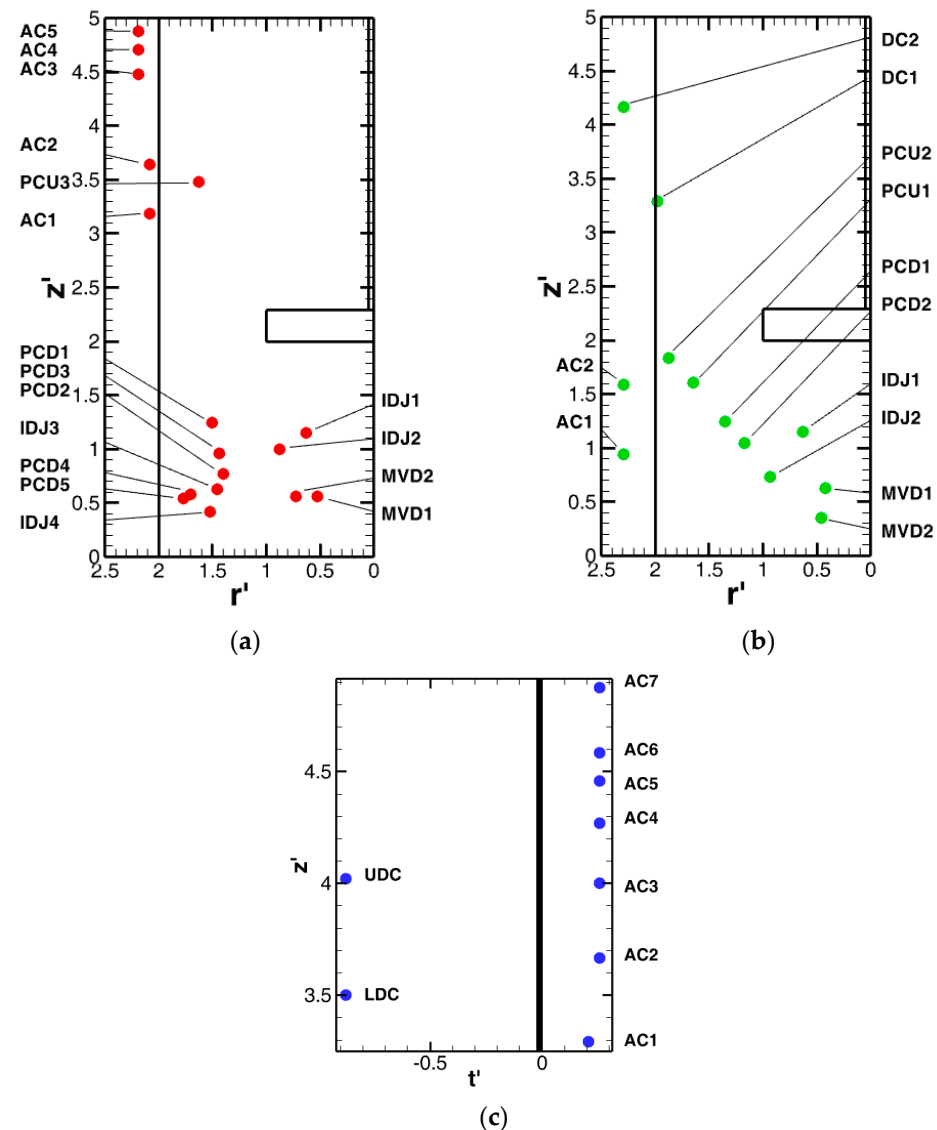 AC5
AC4
AC3
AC2
PCU3
AC1
PCD1
PCD3
PCD2
IDJ3
PCD4
PCD5
IDJ4
5
4.5
4
3.5
3
2.5
2
1.5
1
0.5
0
z'
2.5 2 1.5 1 0.5 0
r'
IDJ1
IDJ2
MVD2
MVD1
(a)
5
4.5
4
3.5
3
2.5
2
1.5
1
0.5
0
z'
AC2
AC1
2.5 2 1.5 1 0.5 0
r'
DC2
DC1
PCU2
PCU1
PCD1
PCD2
IDJ1
IDJ2
MVD1
MVD2
(b)
4.5
4
3.5
z'
UDC
LDC
-0.5 0
t'
AC7
AC6
AC5
AC4
AC3
AC2
AC1
(c)